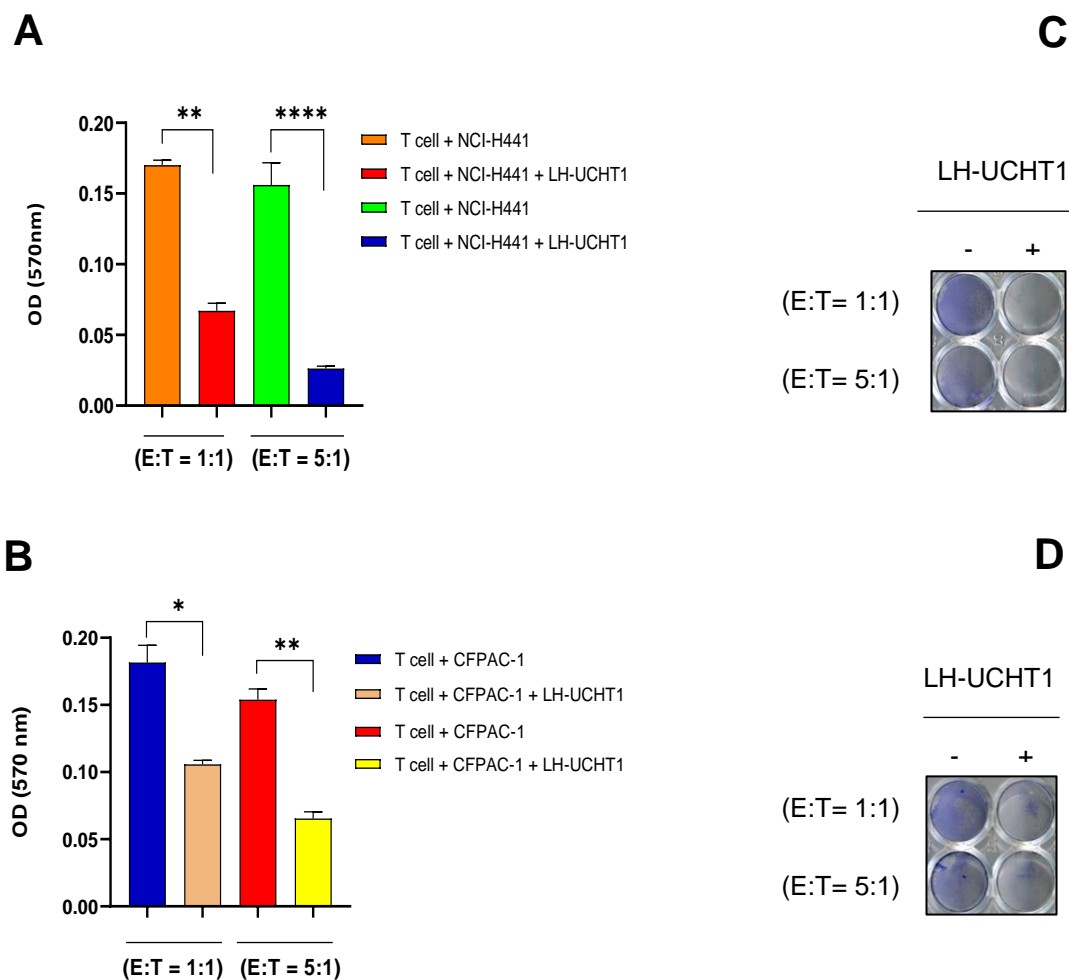 A
**
****
0.20
0.15
0.10
0.05
0.00
OD (570nm)
(E:T = 1:1)
(E:T = 5:1)
T cell + NCI-H441
T cell + NCI-H441 + LH-UCHT1
T cell + NCI-H441
T cell + NCI-H441 + LH-UCHT1
C
LH-UCHT1
- +
(E:T= 1:1)
(E:T= 5:1)
B
*
**
0.20
0.15
0.10
0.05
0.00
OD (570 nm)
(E:T = 1:1)
(E:T = 5:1)
T cell + CFPAC-1
T cell + CFPAC-1 + LH-UCHT1
T cell + CFPAC-1
T cell + CFPAC-1 + LH-UCHT1
D
LH-UCHT1
- +
(E:T= 1:1)
(E:T= 5:1)